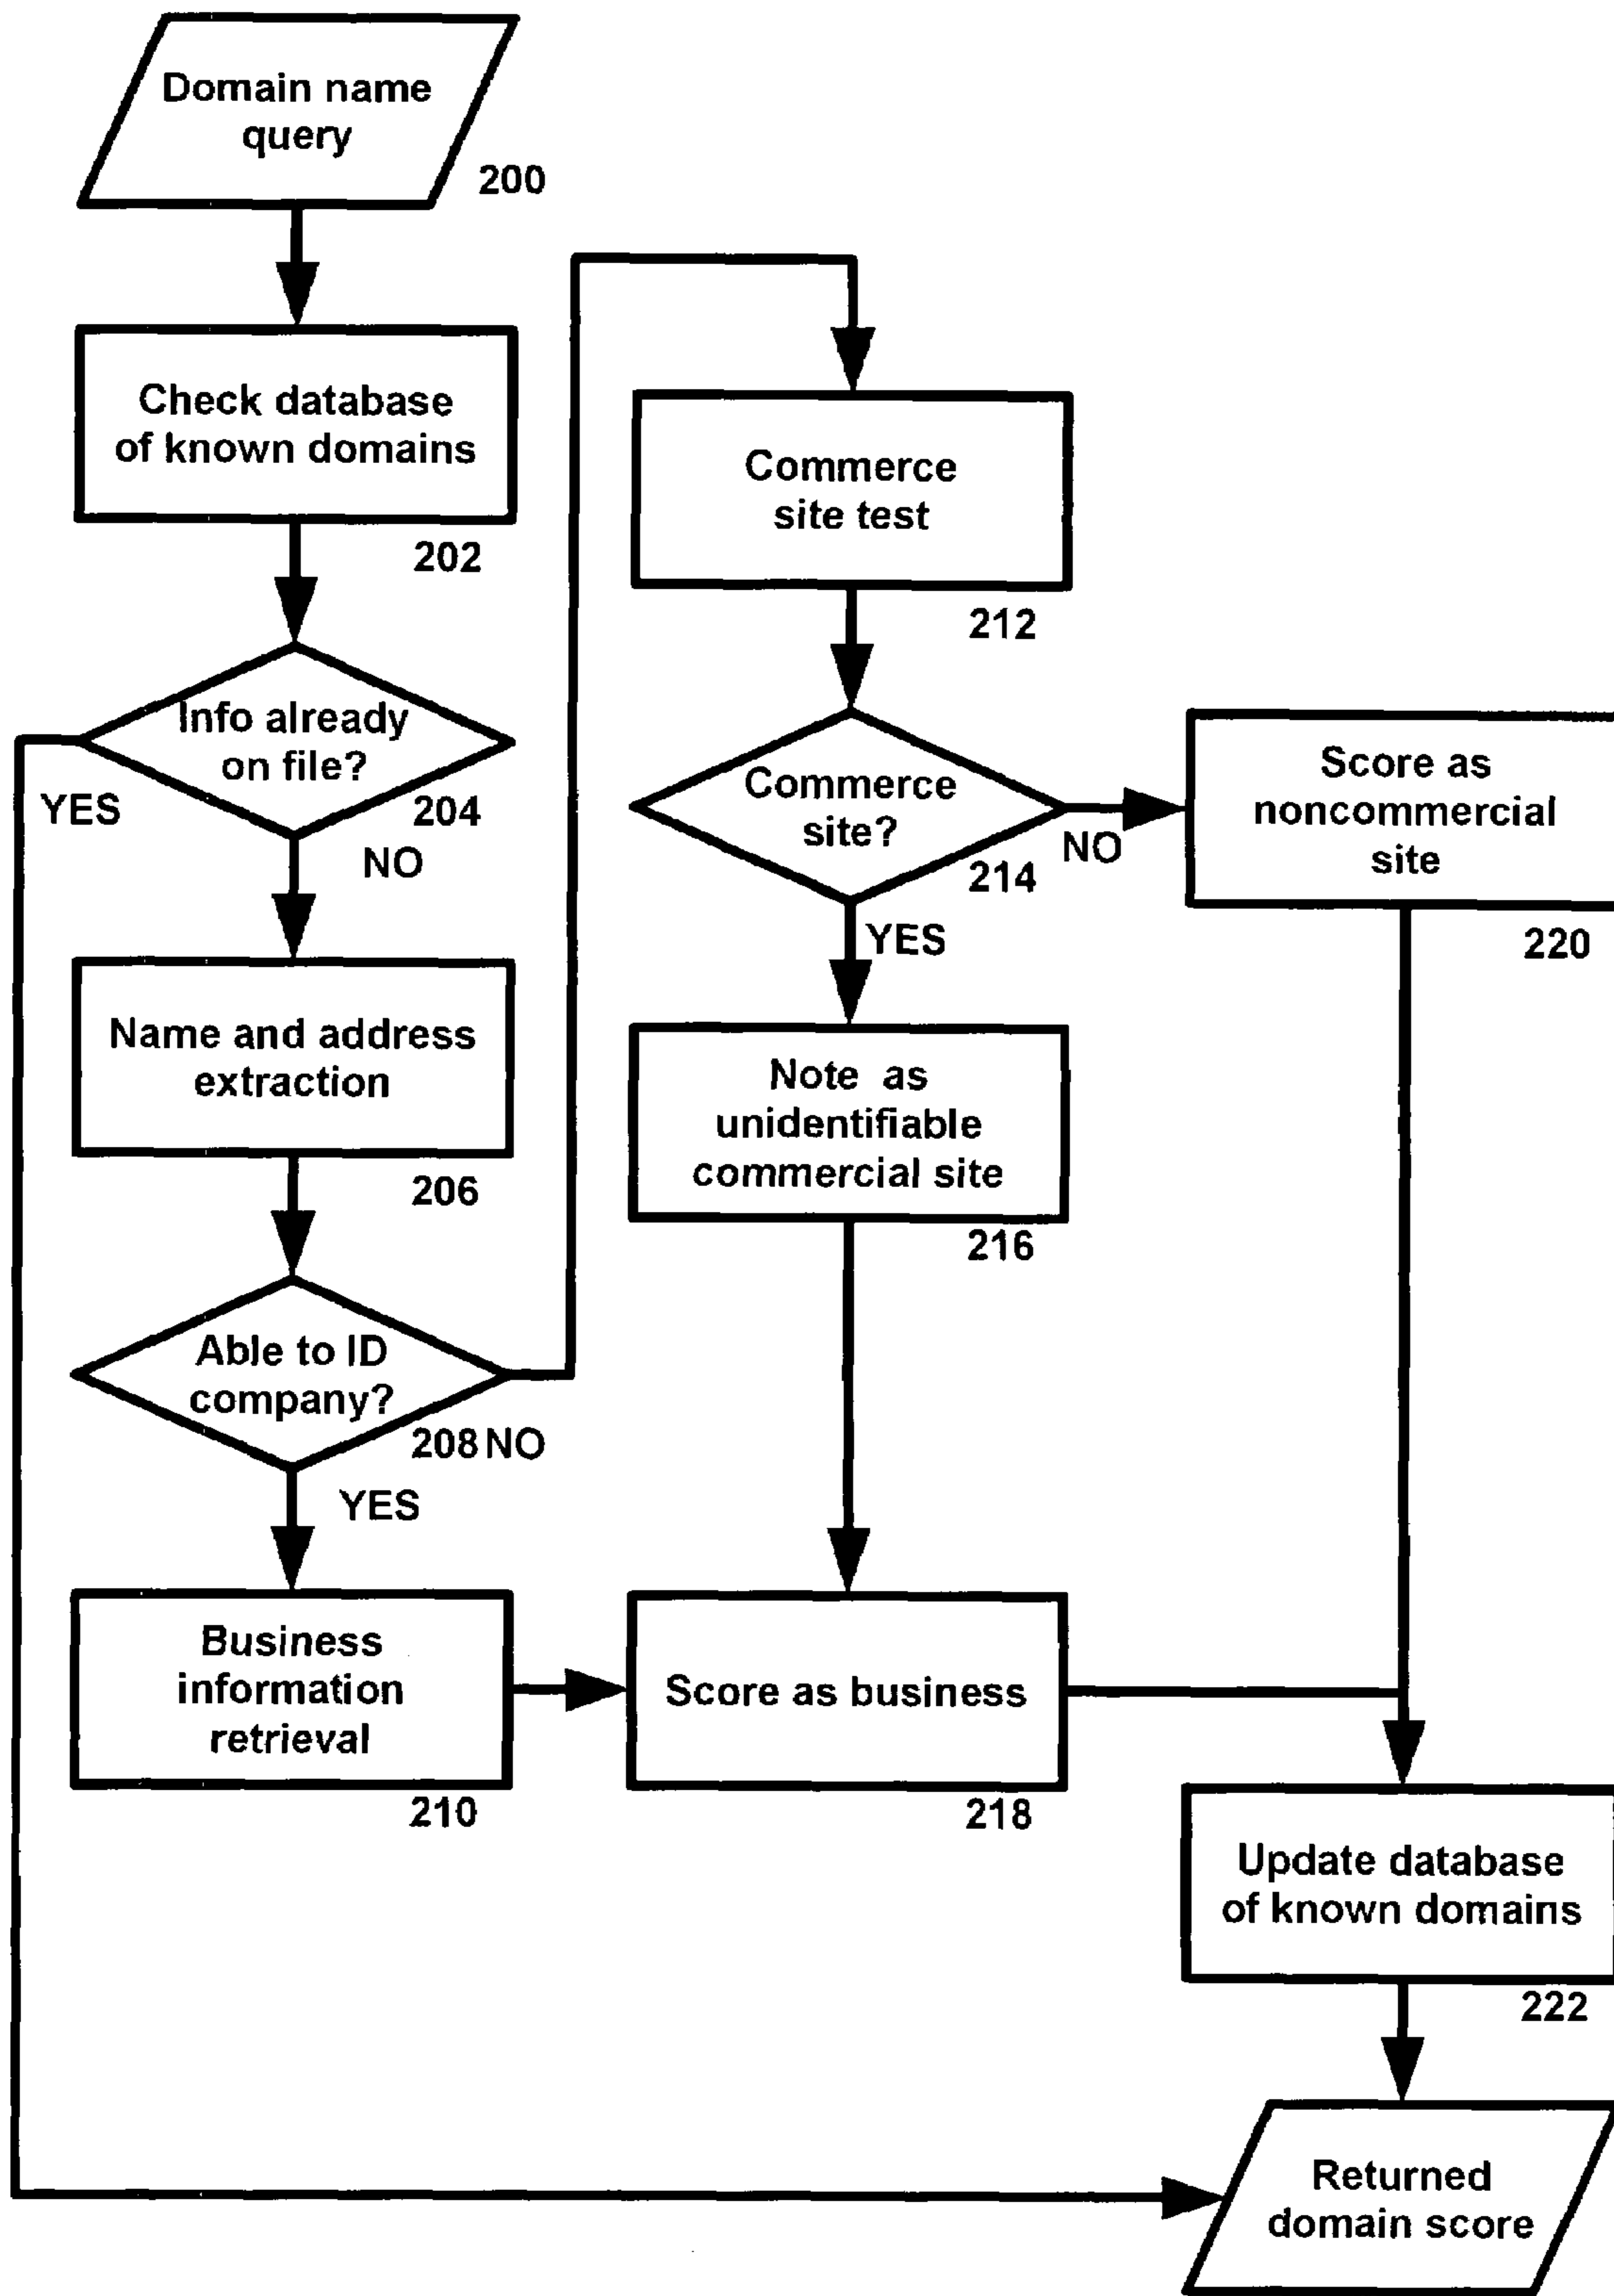 Domain name
query
200
Check database
of known domains
202
Info already
on file?
204
YES
NO
Name and address
extraction
206
Able to ID
company?
208 NO
YES
Business
information
retrieval
210
Commerce
site test
212
Commerce
site?
214
NO
YES
Note as
unidentifiable
commercial site
216
Score as business
218
Score as
noncommercial
site
220
Update database
of known domains
222
Returned
domain score